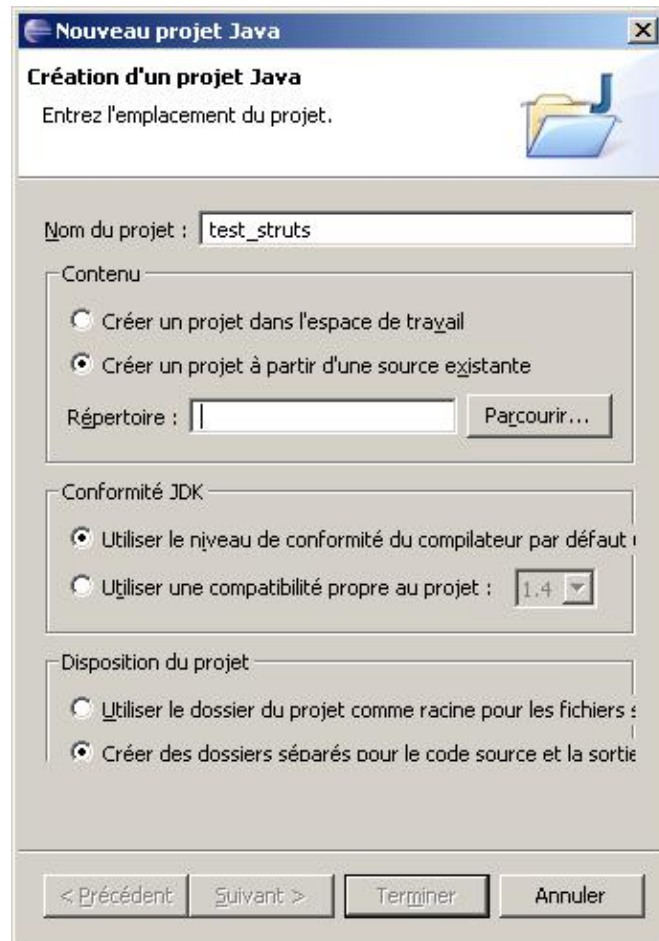 Nouveau projet Java
Création d'un projet Java
Entrez l'emplacement du projet.
Nom du projet : test_struts
Contenu
Créer un projet dans l'espace de travail
Créer un projet à partir d'une source existante
Répertoire : Parcourir...
Conformité JDK
Utiliser le niveau de conformité du compilateur par défaut
Utiliser une compatibilité propre au projet : 1.4
Disposition du projet
Utiliser le dossier du projet comme racine pour les fichiers
Créer des dossiers séparés pour le code source et la sortie
< Précédent Suivant > Terminer Annuler